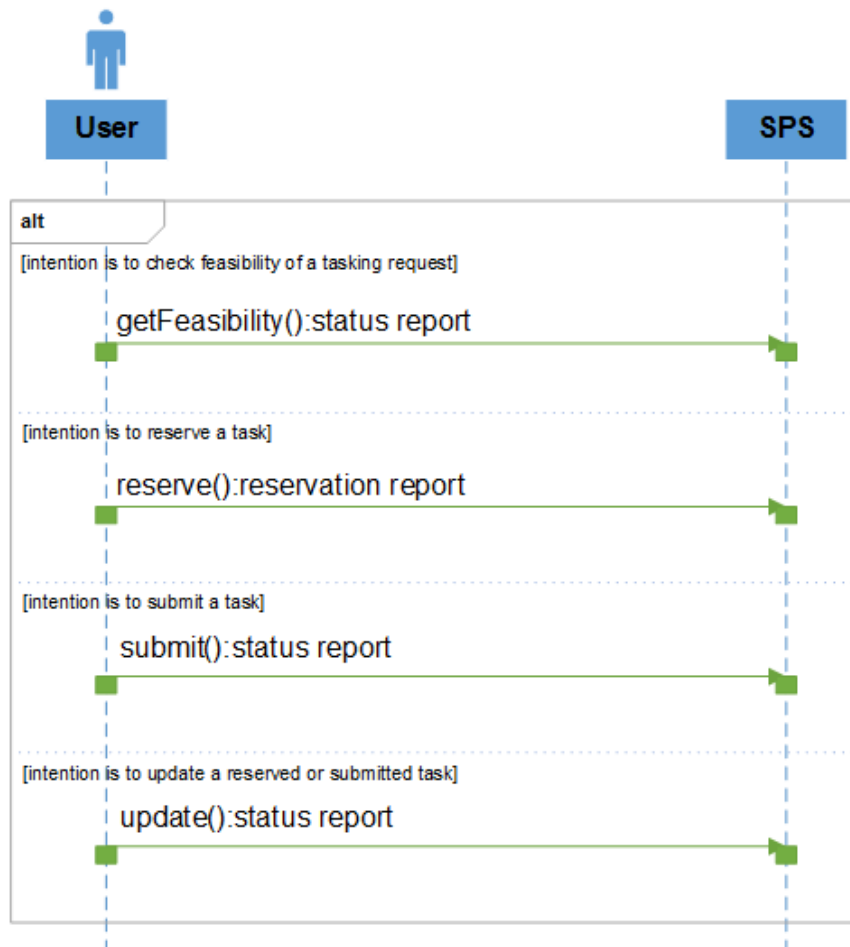 User
SPS
alt
[intention is to check feasibility of a tasking request]
getFeasibility():status report
[intention is to reserve a task]
reserve():reservation report
[intention is to submit a task]
submit():status report
[intention is to update a reserved or submitted task]
update():status report